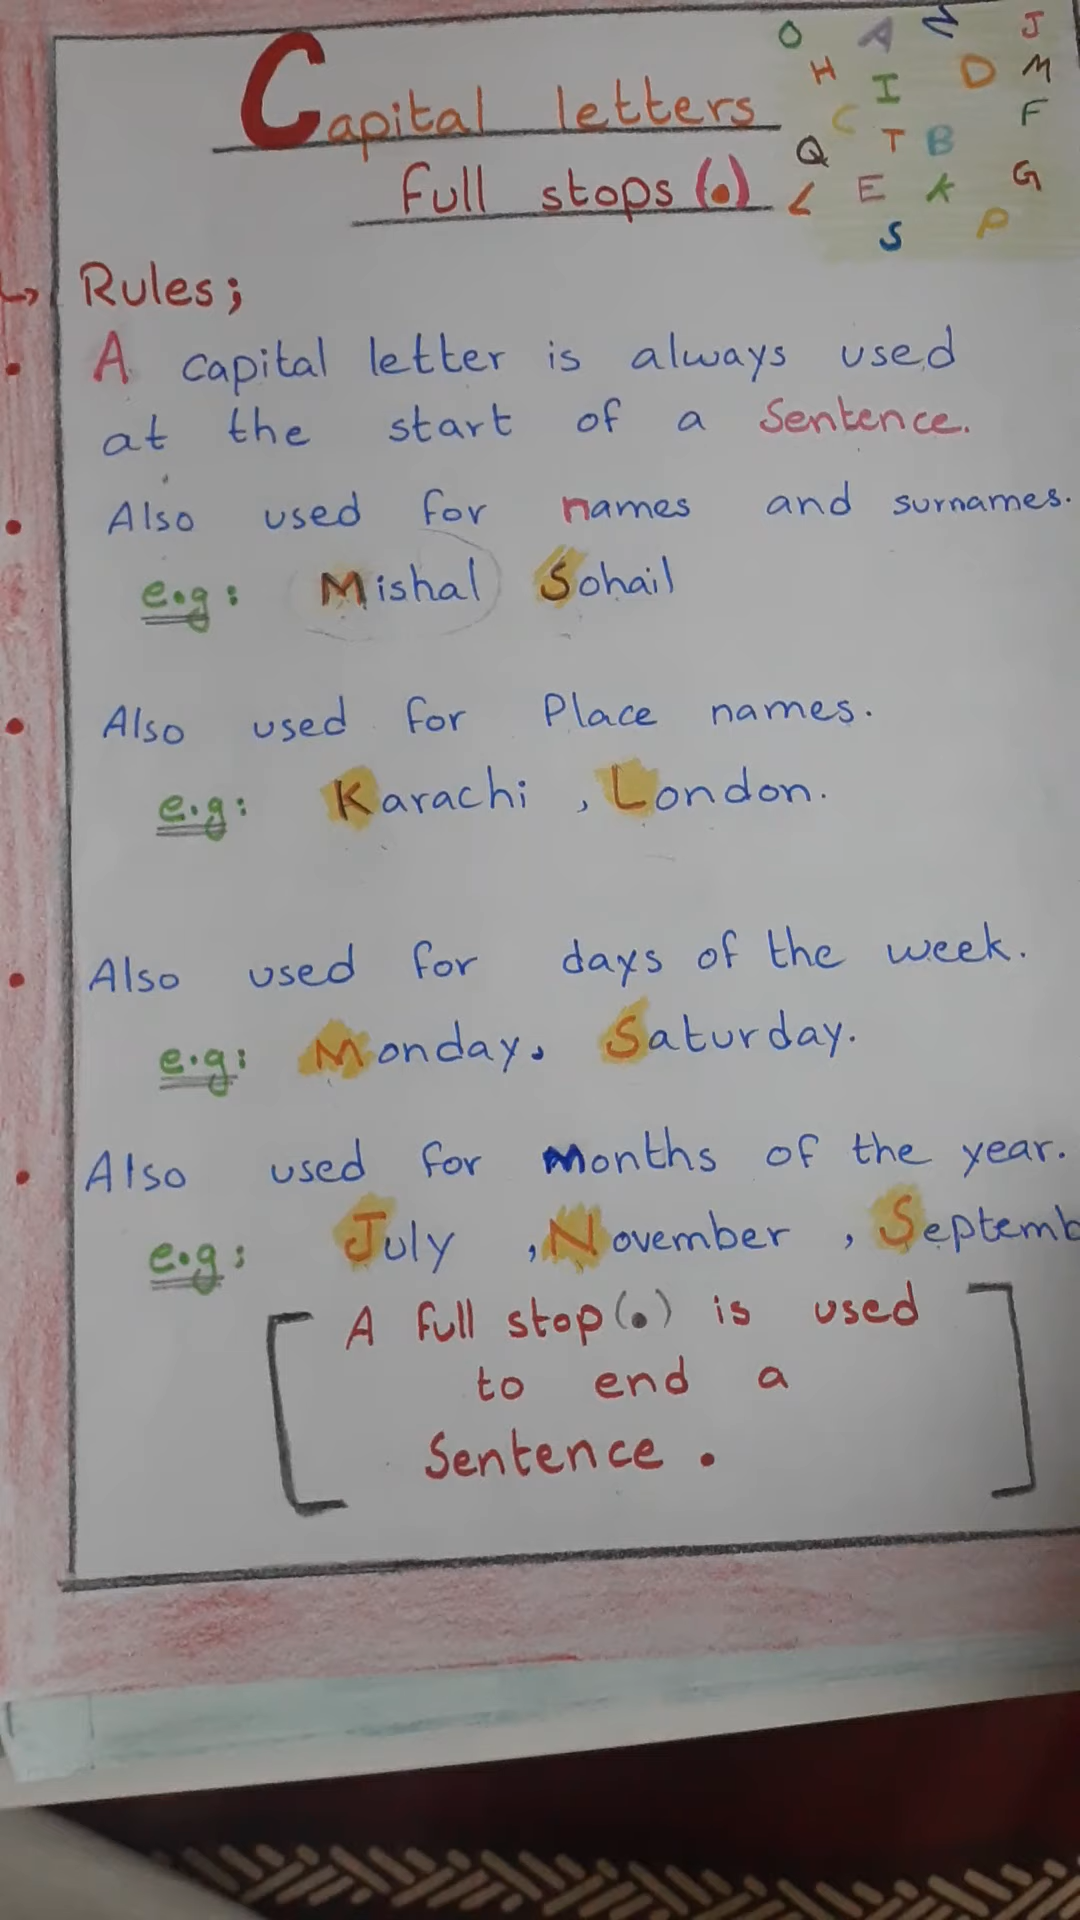 Capital letters
full stops (.)
O A N J
H I D M
C T B F
Q E K G
L S P
Rules;
A capital letter is always used
at the start of a Sentence.
Also used for names and surnames.
e.g: Mishal Sohail
Also used for Place names.
e.g: Karachi , London.
Also used for days of the week.
e.g: Monday, Saturday.
Also used for months of the year.
e.g: July , November , Septemb
A full stop(.) is used
to end a
Sentence .